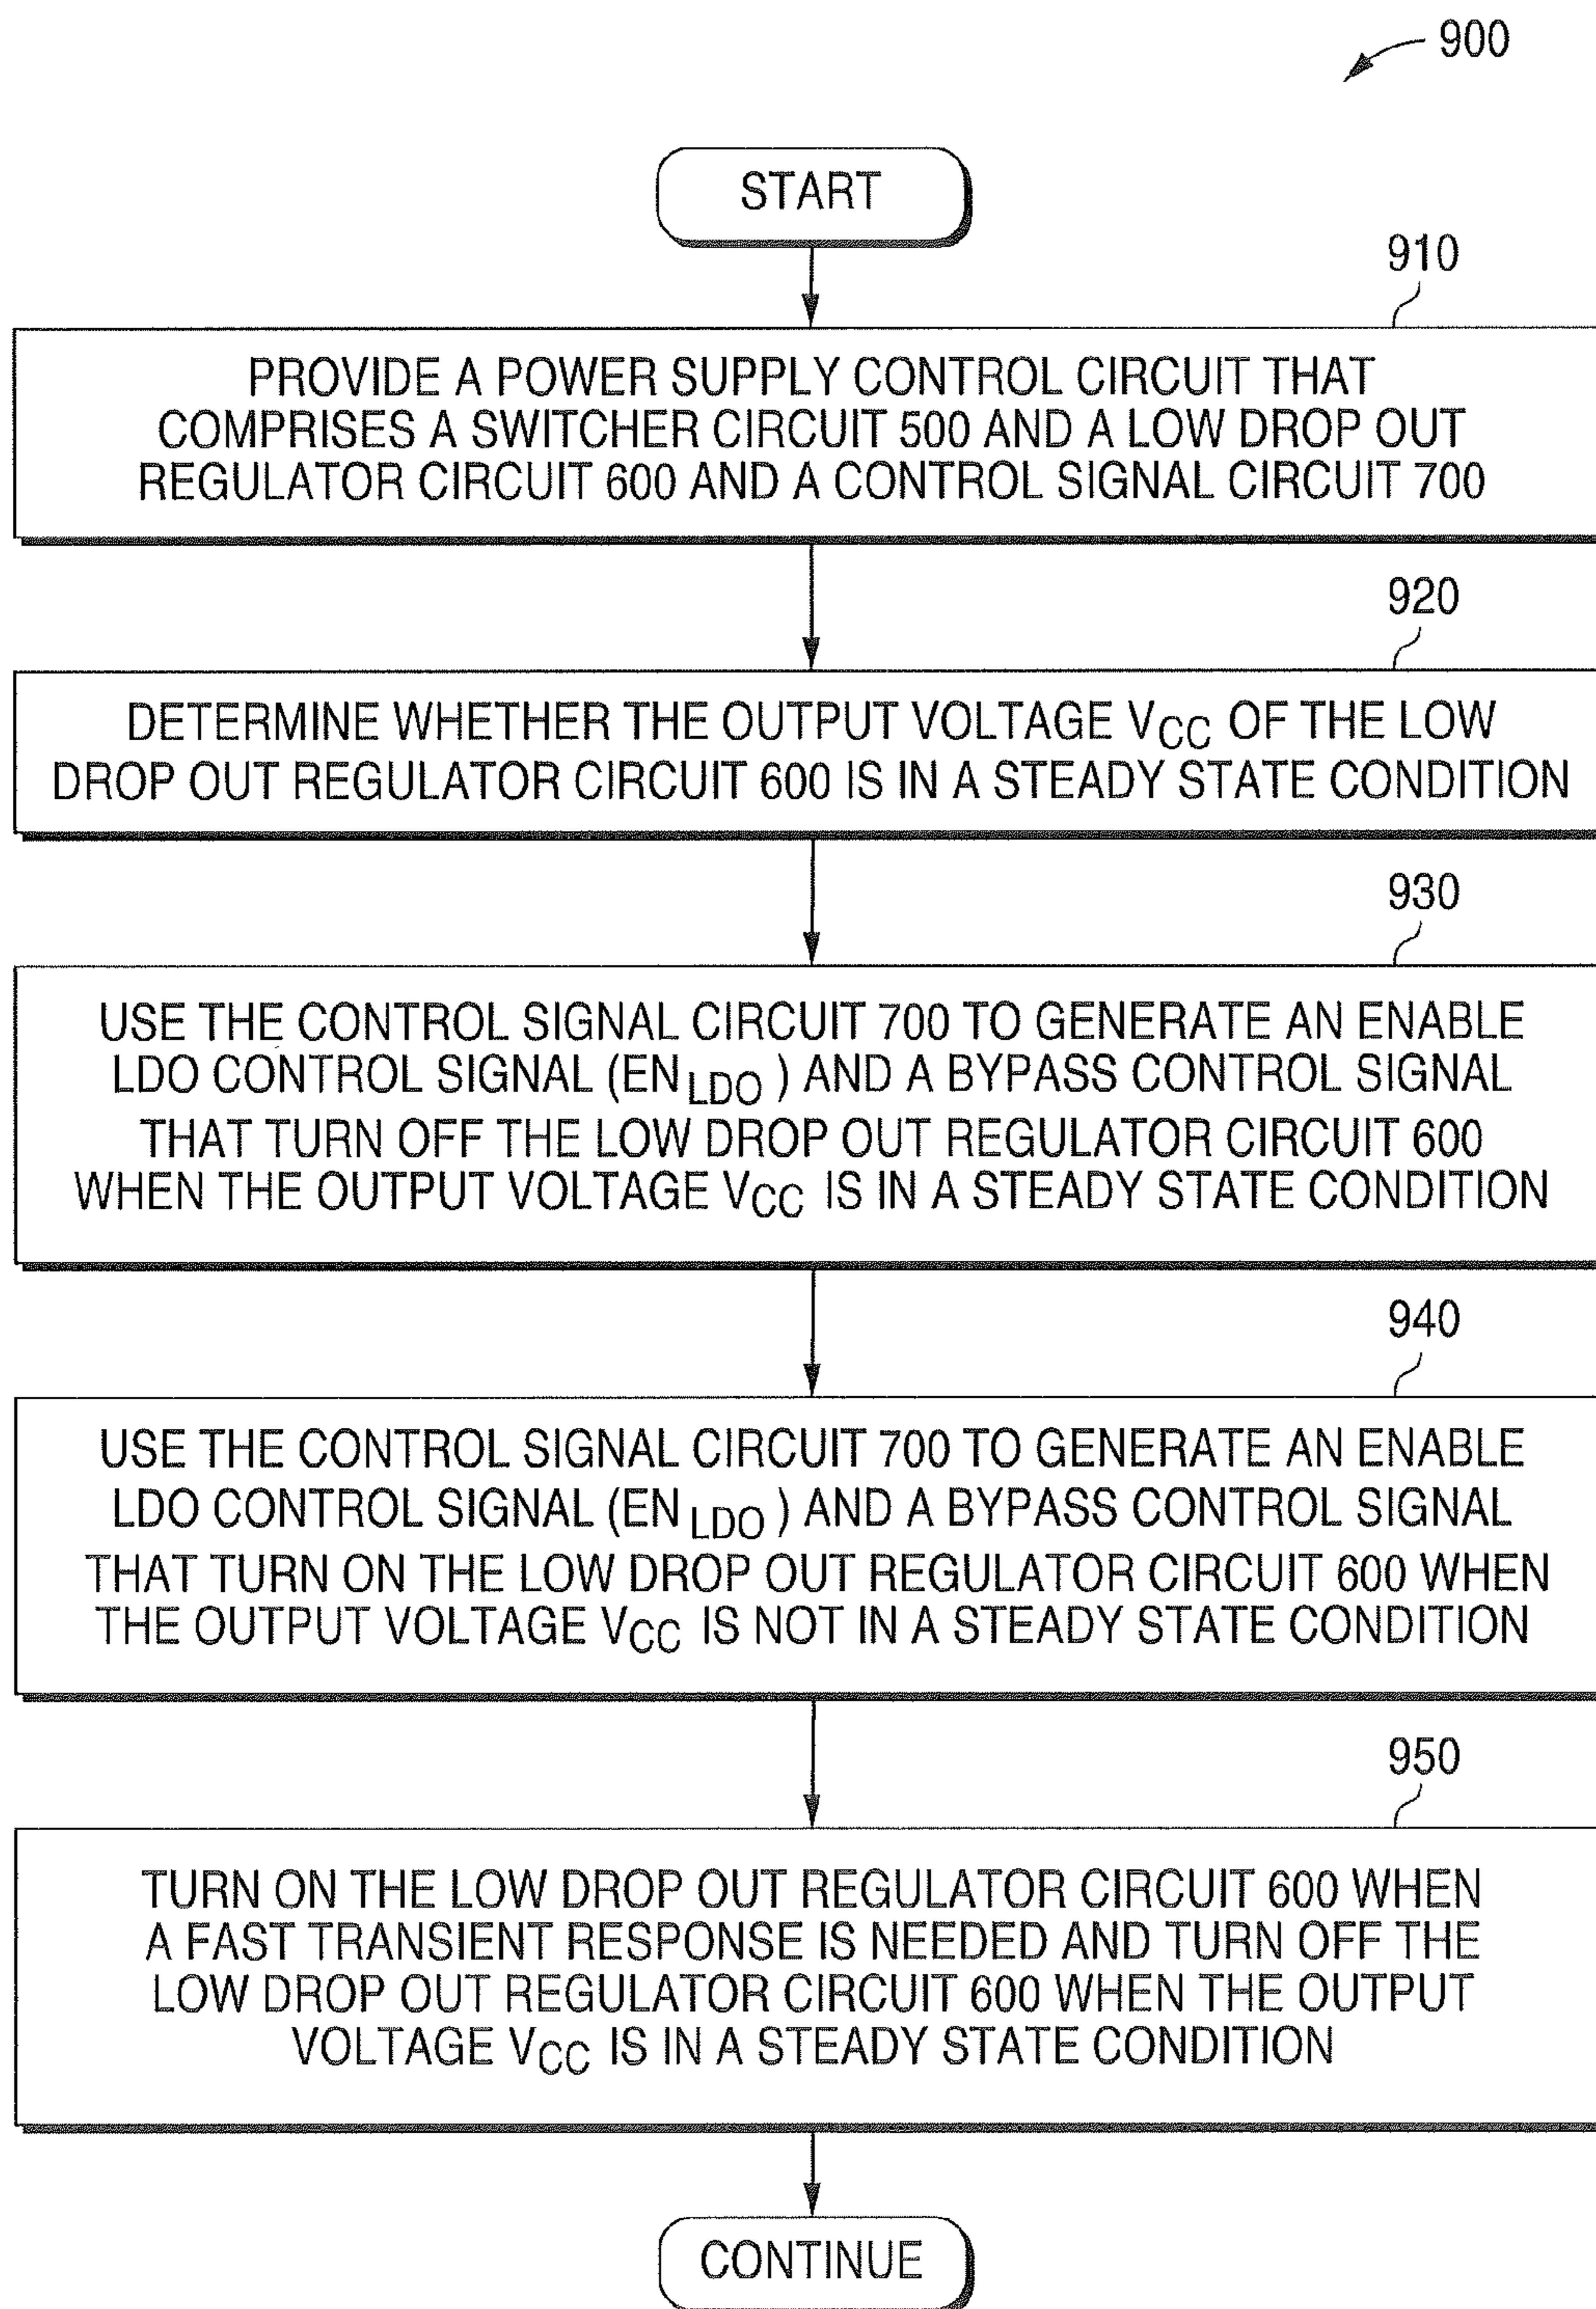 900
START
910
PROVIDE A POWER SUPPLY CONTROL CIRCUIT THAT
COMPRISES A SWITCHER CIRCUIT 500 AND A LOW DROP OUT
REGULATOR CIRCUIT 600 AND A CONTROL SIGNAL CIRCUIT 700
920
DETERMINE WHETHER THE OUTPUT VOLTAGE VCC OF THE LOW
DROP OUT REGULATOR CIRCUIT 600 IS IN A STEADY STATE CONDITION
930
USE THE CONTROL SIGNAL CIRCUIT 700 TO GENERATE AN ENABLE
LDO CONTROL SIGNAL (ENLDO ) AND A BYPASS CONTROL SIGNAL
THAT TURN OFF THE LOW DROP OUT REGULATOR CIRCUIT 600
WHEN THE OUTPUT VOLTAGE VCC IS IN A STEADY STATE CONDITION
940
USE THE CONTROL SIGNAL CIRCUIT 700 TO GENERATE AN ENABLE
LDO CONTROL SIGNAL (ENLDO ) AND A BYPASS CONTROL SIGNAL
THAT TURN ON THE LOW DROP OUT REGULATOR CIRCUIT 600 WHEN
THE OUTPUT VOLTAGE VCC IS NOT IN A STEADY STATE CONDITION
950
TURN ON THE LOW DROP OUT REGULATOR CIRCUIT 600 WHEN
A FAST TRANSIENT RESPONSE IS NEEDED AND TURN OFF THE
LOW DROP OUT REGULATOR CIRCUIT 600 WHEN THE OUTPUT
VOLTAGE VCC IS IN A STEADY STATE CONDITION
CONTINUE